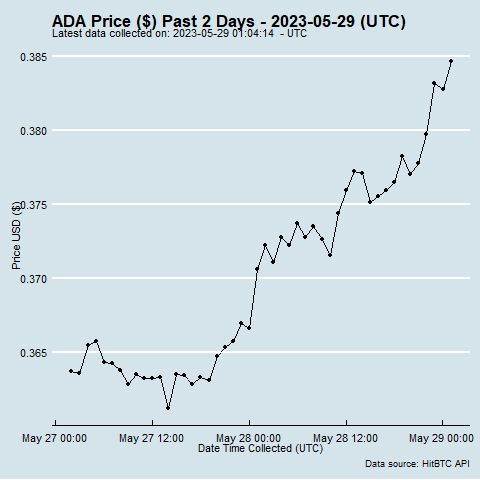 ADA Price ($) Past 2 Days - 2023-05-29 (UTC)
Latest data collected on: 2023-05-29 01:04:14 - UTC
0.385
0.380
0.375
0.370
0.365
Price USD ($)
May 27 00:00 May 27 12:00 May 28 00:00 May 28 12:00 May 29 00:00
Date Time Collected (UTC)
Data source: HitBTC API